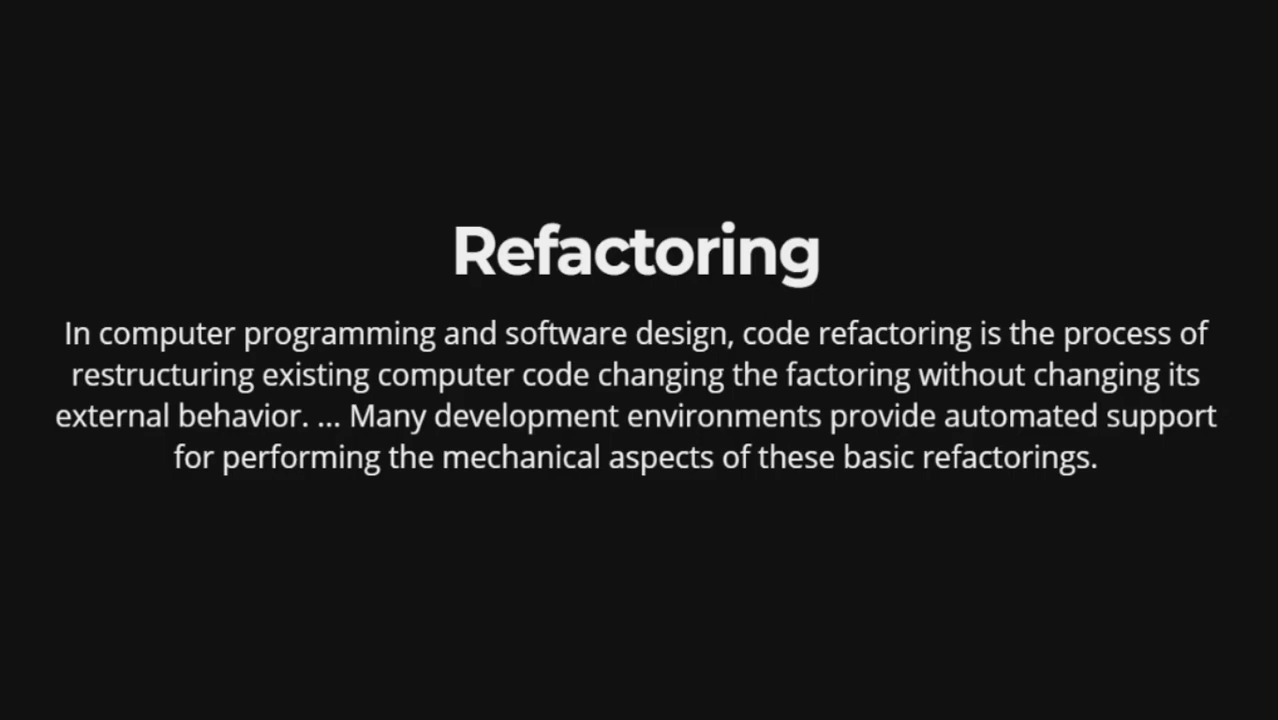 Refactoring
In computer programming and software design, code refactoring is the process of
restructuring existing computer code changing the factoring without changing its
external behavior. ... Many development environments provide automated support
for performing the mechanical aspects of these basic refactorings.